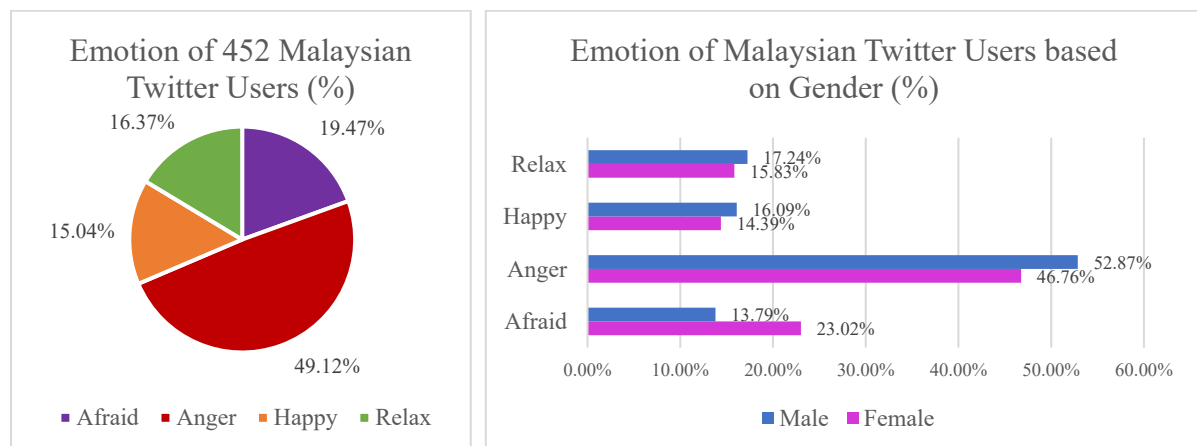 Emotion of 452 Malaysian
Twitter Users (%)
16.37%
19.47%
15.04%
49.12%
Afraid Anger Happy Relax
Emotion of Malaysian Twitter Users based
on Gender (%)
Relax 17.24%
15.83%
Happy 16.09%
14.39%
Anger 52.87%
46.76%
Afraid 13.79%
23.02%
0.00% 10.00% 20.00% 30.00% 40.00% 50.00% 60.00%
Male Female